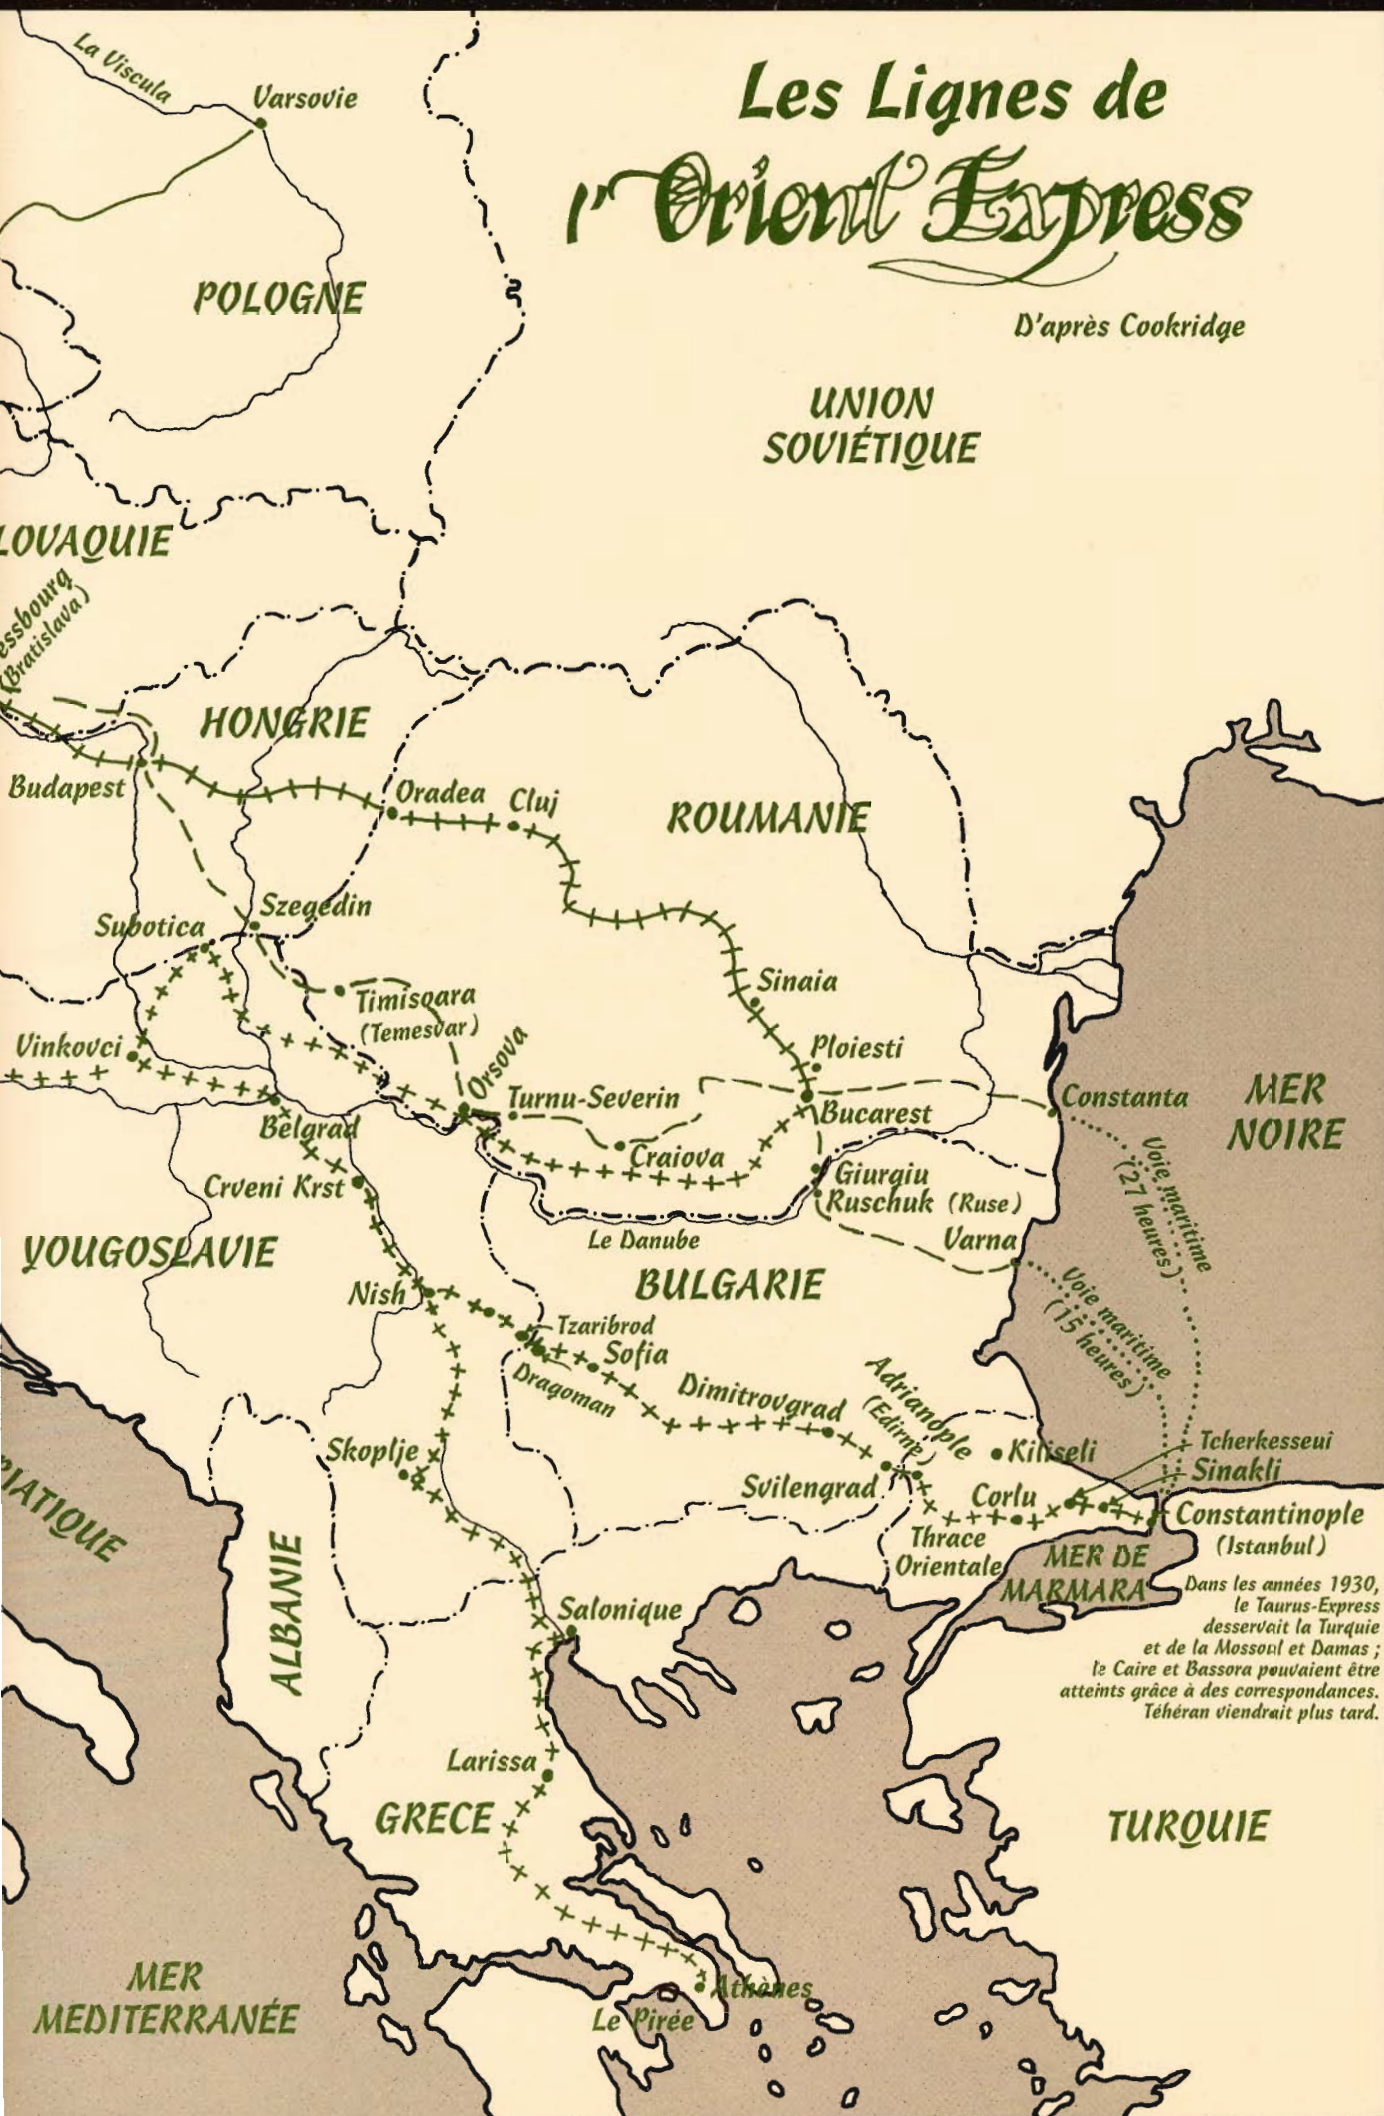 Les Lignes de
l'Orient Express
D'après Cookridge
La Viscula
Varsovie
POLOGNE
UNION
SOVIÉTIQUE
LOVAQUIE
essbourg
(Bratislava)
HONGRIE
Budapest
Oradea
Cluj
ROUMANIE
Szegedin
Subotica
Sinaia
Timisoara
(Temesvar)
Vinkovci
Ploiesti
Orsova
Turnu-Severin
Bucarest
Constanta
MER
NOIRE
Belgrad
Craiova
Crveni Krst
Giurgiu
Ruschuk (Ruse)
Voie maritime
(27 heures)
Le Danube
Varna
YOUGOSLAVIE
BULGARIE
Nish
Voie maritime
(15 heures)
Tzaribrod
Sofia
Dragoman
Dimitrovgrad
Adrianople
(Edirne)
Skoplje
Kiliseli
Tcherkesseui
Sinakli
Svilengrad
Corlu
Constantinople
(Istanbul)
Thrace
Orientale
MER DE
MARMARA
RIATIQUE
ALBANIE
Salonique
Dans les années 1930,
le Taurus-Express
desservait la Turquie
et de la Mossoul et Damas ;
le Caire et Bassora pouvaient être
atteints grâce à des correspondances.
Téhéran viendrait plus tard.
Larissa
GRECE
TURQUIE
MER
MEDITERRANÉE
Athènes
Le Pirée